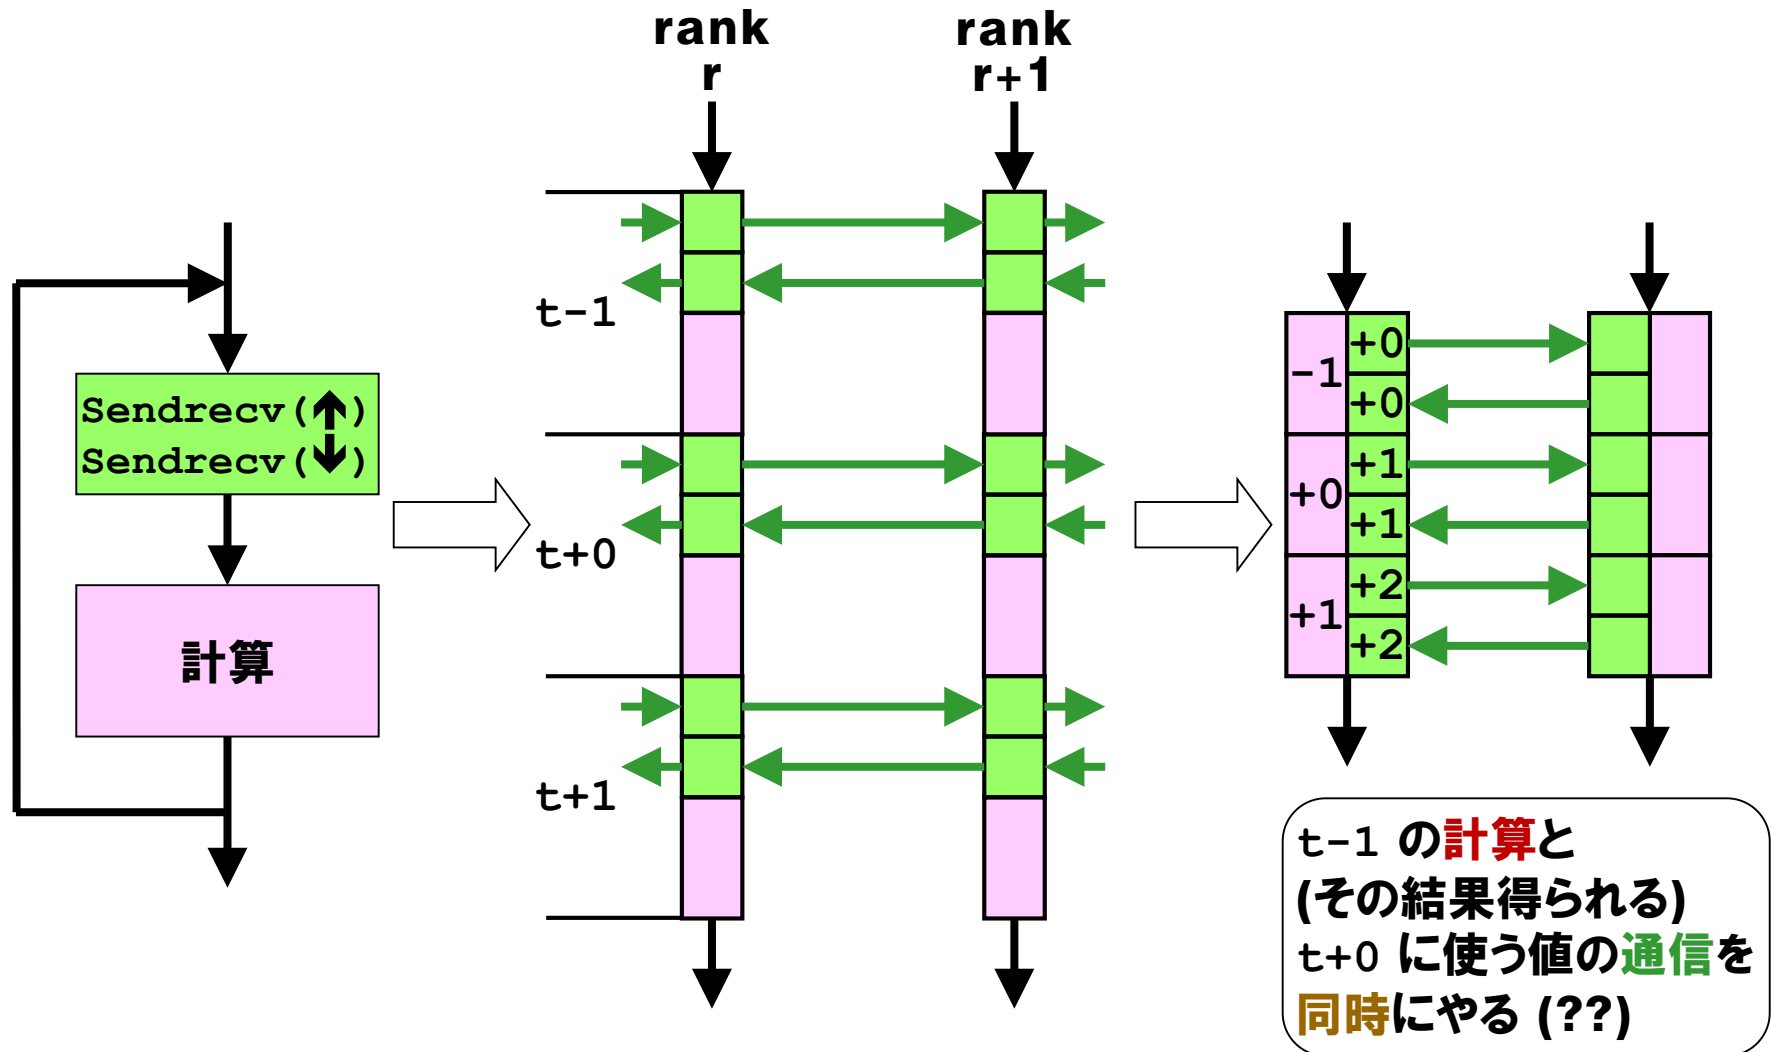 rank
r
rank
r+1
Sendrecv(↑)
Sendrecv(↓)
計算
t-1
t+0
t+1
-1
+0
+0
+0
+1
+1
+1
+2
+2
t-1 の計算と
(その結果得られる)
t+0 に使う値の通信を
同時にやる (??)